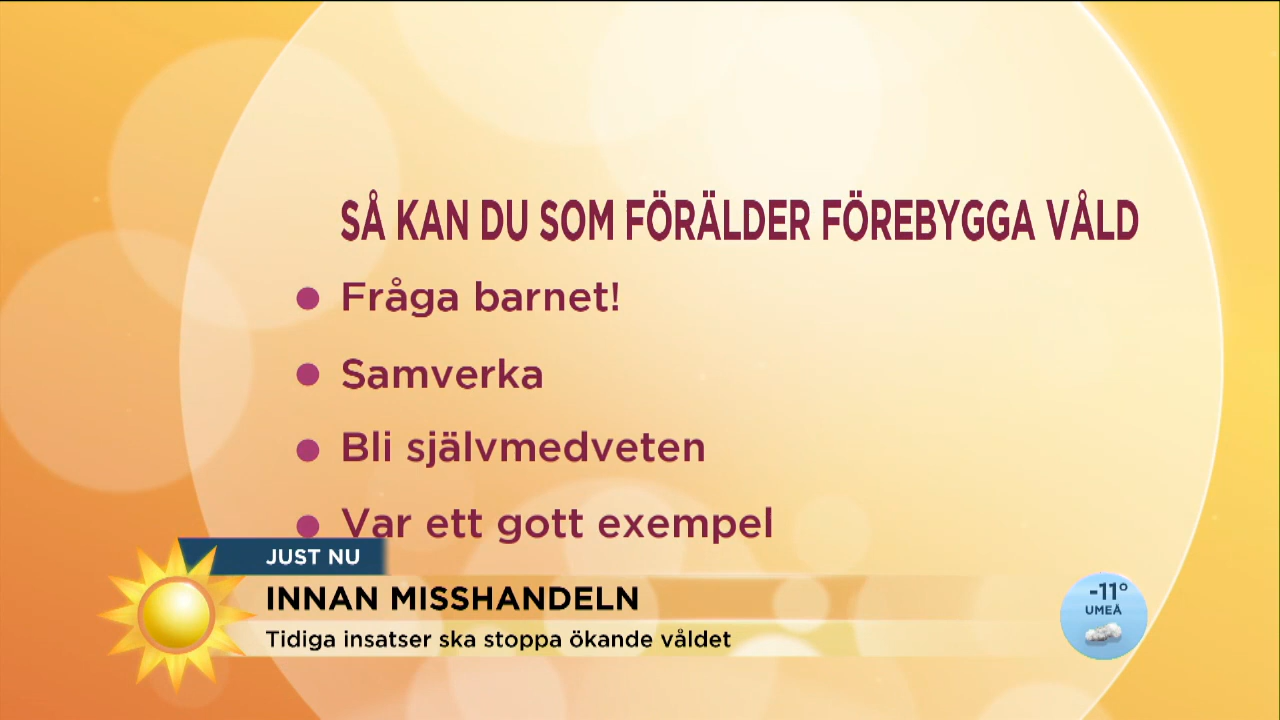 SÅ KAN DU SOM FÖRÄLDER FÖREBYGGA VÅLD
Fråga barnet!
Samverka
Bli självmedveten
Var ett gott exempel
JUST NU
INNAN MISSHANDELN
Tidiga insatser ska stoppa ökande våldet
-11°
UMEÅ